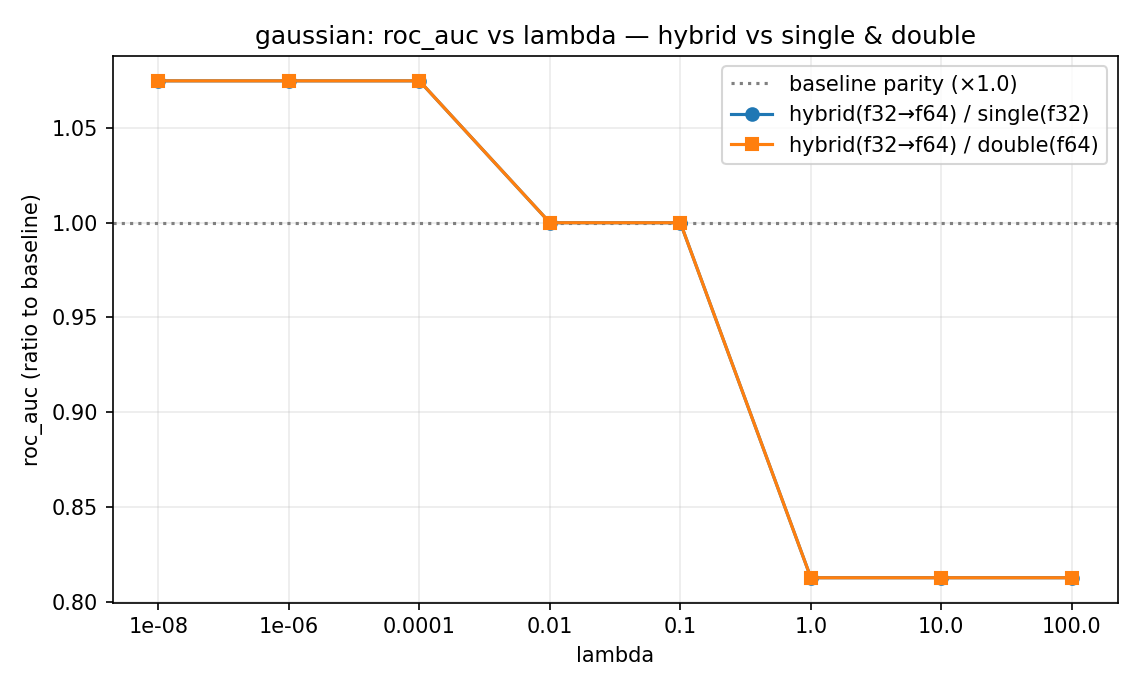 gaussian: roc_auc vs lambda — hybrid vs single & double
baseline parity (×1.0)
hybrid(f32→f64) / single(f32)
hybrid(f32→f64) / double(f64)
roc_auc (ratio to baseline)
1.05
1.00
0.95
0.90
0.85
0.80
1e-08 1e-06 0.0001 0.01 0.1 1.0 10.0 100.0
lambda